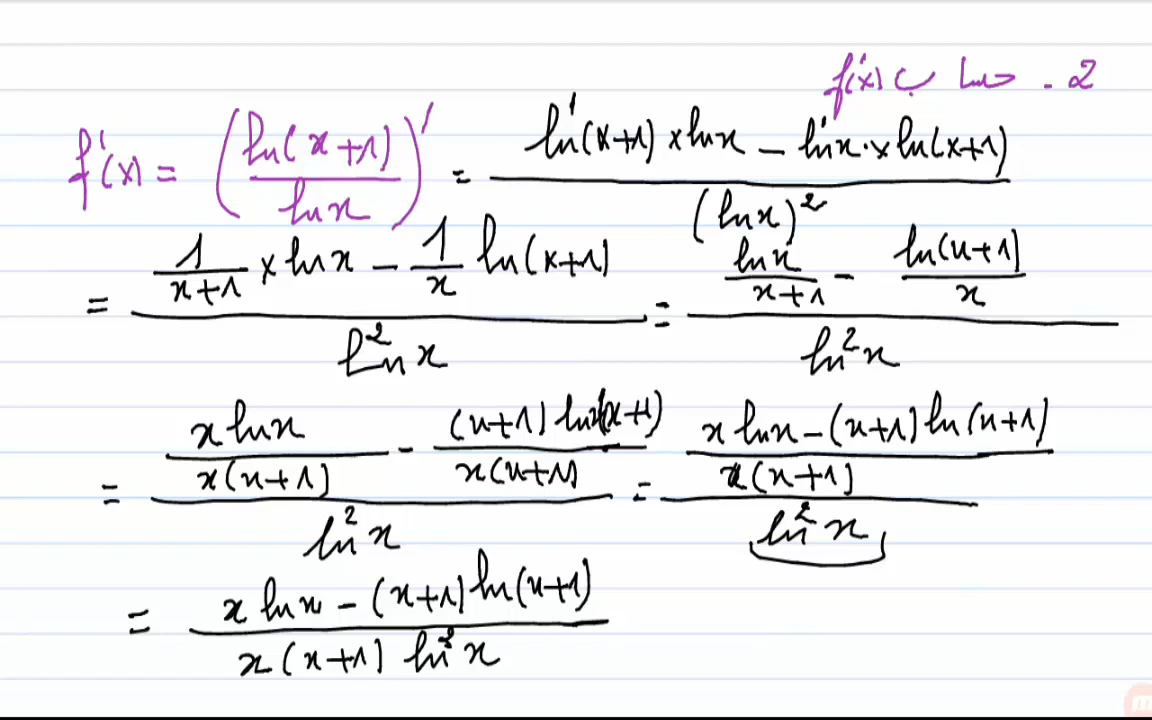 2 - حساب f'(x)
f'(x) = (ln(x+1)/ln x)' = (ln'(x+1) × ln x - ln'x · × ln(x+1))/(ln x)²
= (1/(x+1) × ln x - 1/x ln(x+1))/ln²x = (ln x/(x+1) - ln(x+1)/x)/ln²x
= (x ln x/(x(x+1)) - (x+1) ln(x+1)/(x(x+1)))/ln²x = ((x ln x - (x+1) ln(x+1))/(x(x+1)))/ln²x
= (x ln x - (x+1) ln(x+1))/(x(x+1) ln²x)